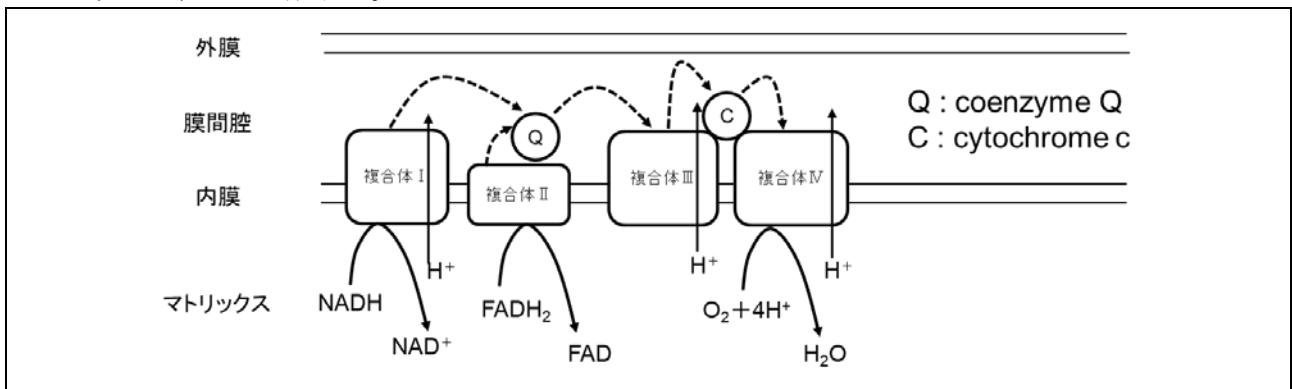 外膜
膜間腔
内膜
マトリックス
Q : coenzyme Q
C : cytochrome c
Q
C
複合体Ⅰ
複合体Ⅱ
複合体Ⅲ
複合体Ⅳ
H⁺
H⁺
H⁺
NADH
NAD⁺
FADH₂
FAD
O₂+4H⁺
H₂O